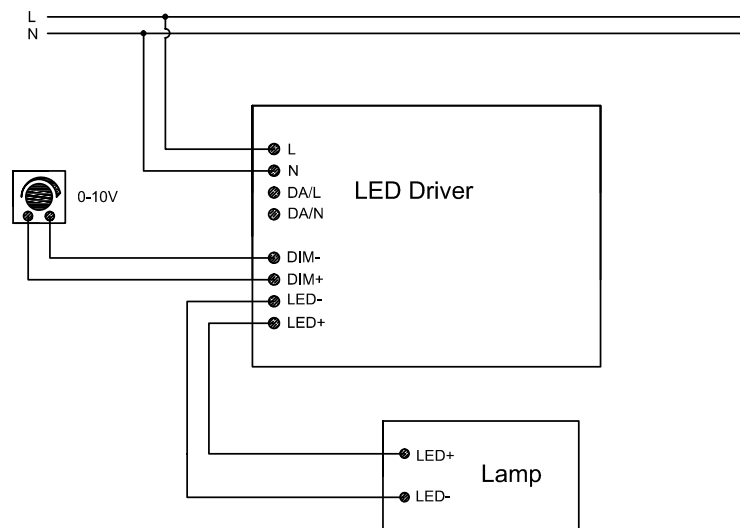 L
N
L
N
DA/L
DA/N
LED Driver
0-10V
DIM-
DIM+
LED-
LED+
LED+
LED-
Lamp